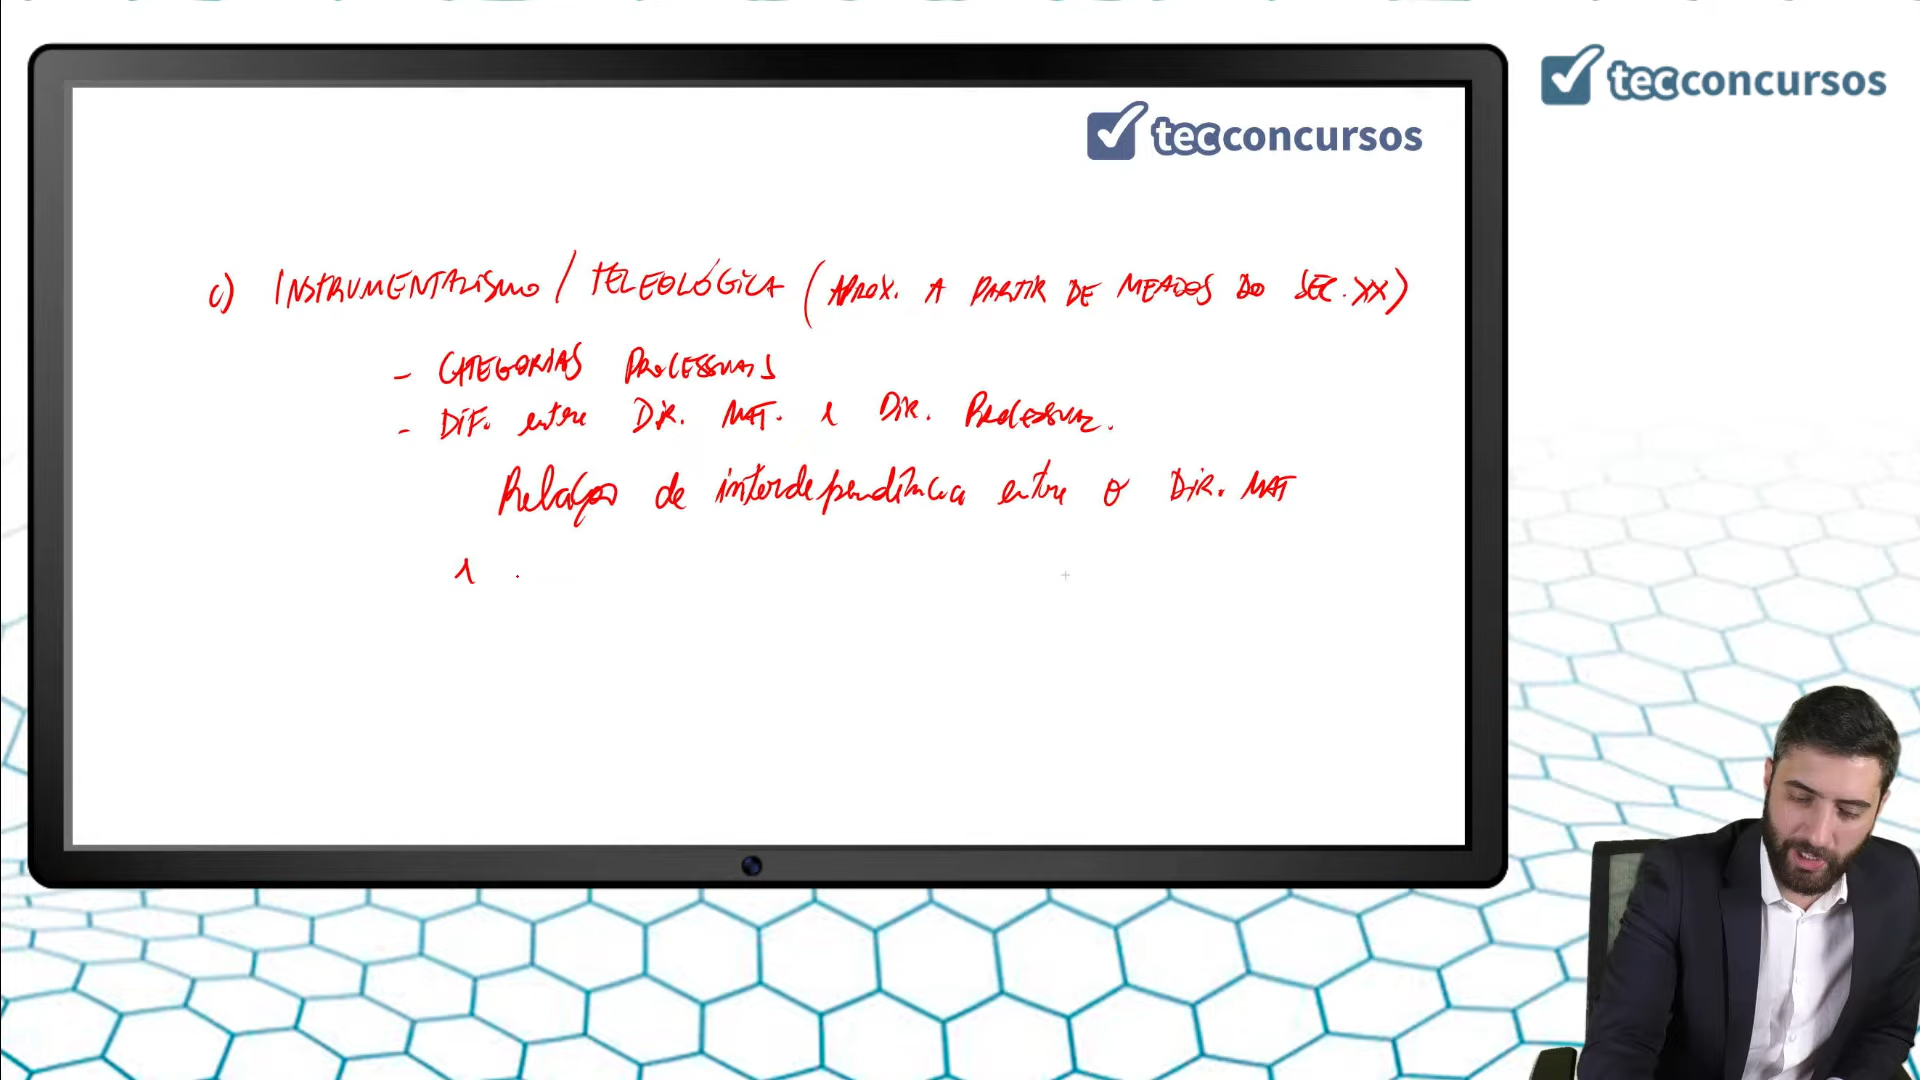 tecconcursos
tecconcursos
c) INSTRUMENTALISMO / TELEOLÓGICA (APROX. A PARTIR DE MEADOS DO SEC. XX)
- CATEGORIAS PROCESSUAIS
- DIF. entre DIR. MAT. e DIR. PROCESSUAL.
Relação de interdependência entre o DIR. MAT
e